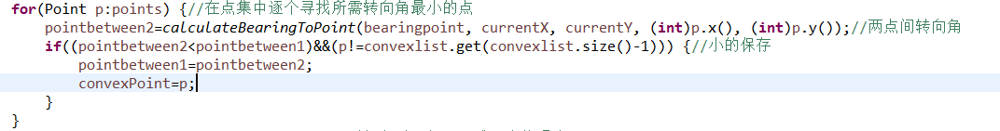 for(Point p:points) {//在点集中逐个寻找所需转向角最小的点
pointbetween2=calculateBearingToPoint(bearingpoint, currentX, currentY, (int)p.x(), (int)p.y());//两点间转向角
if((pointbetween2<pointbetween1)&&(p!=convexlist.get(convexlist.size()-1))) {//小的保存
pointbetween1=pointbetween2;
convexPoint=p;
}
}